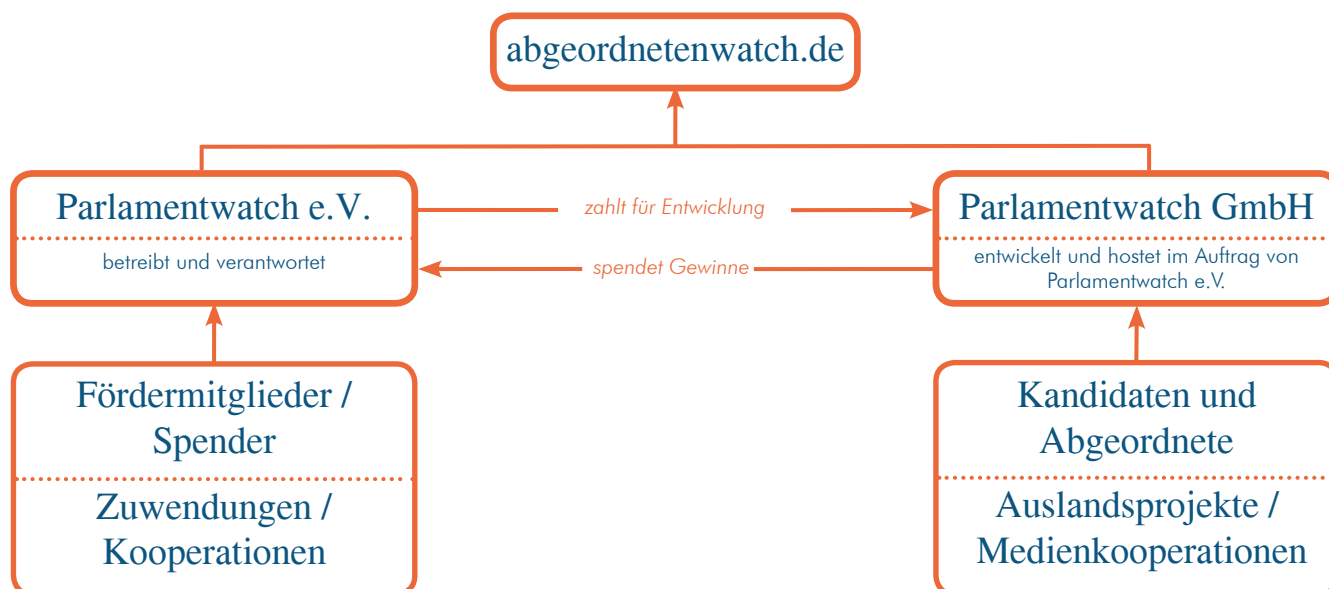 abgeordnetenwatch.de
Parlamentwatch e.V.
betreibt und verantwortet
zahlt für Entwicklung
spendet Gewinne
Parlamentwatch GmbH
entwickelt und hostet im Auftrag von
Parlamentwatch e.V.
Fördermitglieder /
Spender
Zuwendungen /
Kooperationen
Kandidaten und
Abgeordnete
Auslandsprojekte /
Medienkooperationen